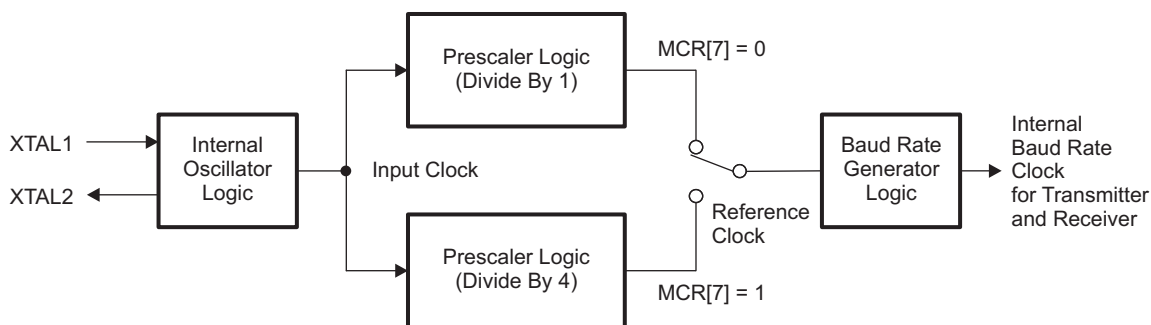 Prescaler Logic
(Divide By 1)
MCR[7] = 0
XTAL1
XTAL2
Internal
Oscillator
Logic
Input Clock
Baud Rate
Generator
Logic
Internal
Baud Rate
Clock
for Transmitter
and Receiver
Reference
Clock
Prescaler Logic
(Divide By 4)
MCR[7] = 1